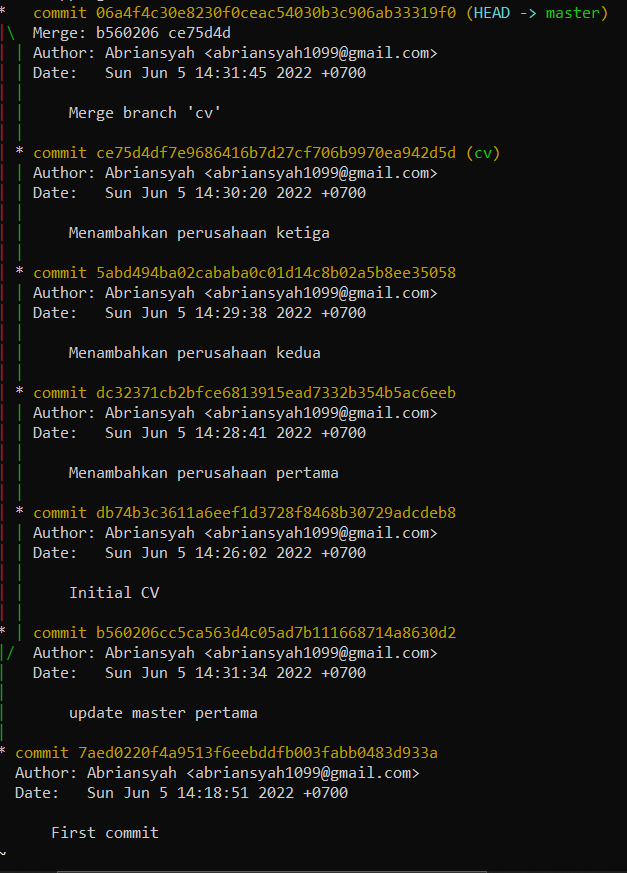 *   commit 06a4f4c30e8230f0ceac54030b3c906ab33319f0 (HEAD -> master)
|\  Merge: b560206 ce75d4d
| | Author: Abriansyah <abriansyah1099@gmail.com>
| | Date:   Sun Jun 5 14:31:45 2022 +0700
| |
| |     Merge branch 'cv'
| |
| * commit ce75d4df7e9686416b7d27cf706b9970ea942d5d (cv)
| | Author: Abriansyah <abriansyah1099@gmail.com>
| | Date:   Sun Jun 5 14:30:20 2022 +0700
| |
| |     Menambahkan perusahaan ketiga
| |
| * commit 5abd494ba02cababa0c01d14c8b02a5b8ee35058
| | Author: Abriansyah <abriansyah1099@gmail.com>
| | Date:   Sun Jun 5 14:29:38 2022 +0700
| |
| |     Menambahkan perusahaan kedua
| |
| * commit dc32371cb2bfce6813915ead7332b354b5ac6eeb
| | Author: Abriansyah <abriansyah1099@gmail.com>
| | Date:   Sun Jun 5 14:28:41 2022 +0700
| |
| |     Menambahkan perusahaan pertama
| |
| * commit db74b3c3611a6eef1d3728f8468b30729adcdeb8
| | Author: Abriansyah <abriansyah1099@gmail.com>
| | Date:   Sun Jun 5 14:26:02 2022 +0700
| |
| |     Initial CV
| |
* | commit b560206cc5ca563d4c05ad7b111668714a8630d2
|/  Author: Abriansyah <abriansyah1099@gmail.com>
|   Date:   Sun Jun 5 14:31:34 2022 +0700
|
|       update master pertama
|
* commit 7aed0220f4a9513f6eebddfb003fabb0483d933a
  Author: Abriansyah <abriansyah1099@gmail.com>
  Date:   Sun Jun 5 14:18:51 2022 +0700

      First commit
~